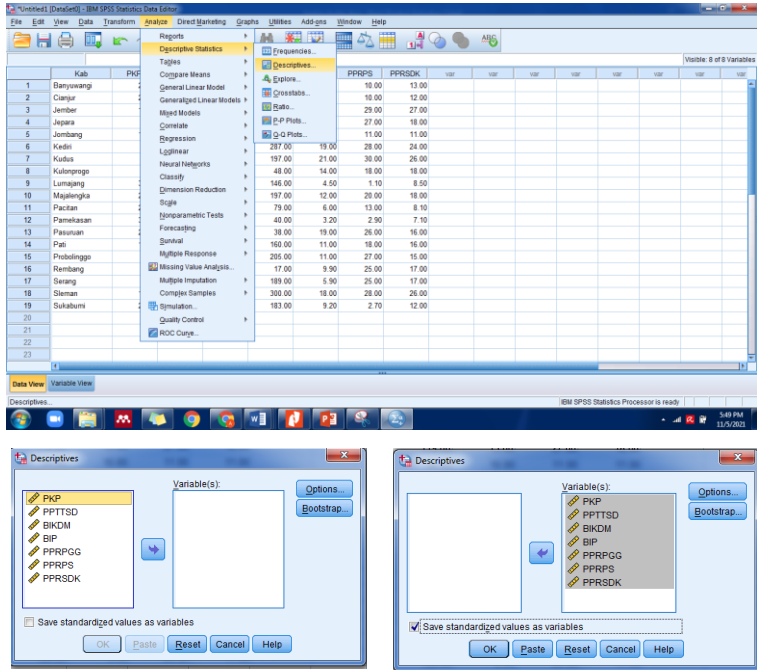 *Untitled1 [DataSet0] - IBM SPSS Statistics Data Editor
File Edit View Data Transform Analyze Direct Marketing Graphs Utilities Add-ons Window Help
Visible: 8 of 8 Variables
Reports
Descriptive Statistics
Tables
Compare Means
General Linear Model
Generalized Linear Models
Mixed Models
Correlate
Regression
Loglinear
Neural Networks
Classify
Dimension Reduction
Scale
Nonparametric Tests
Forecasting
Survival
Multiple Response
Missing Value Analysis...
Multiple Imputation
Complex Samples
Simulation...
Quality Control
ROC Curve...
Frequencies...
Descriptives...
Explore...
Crosstabs...
Ratio...
P-P Plots...
Q-Q Plots...
Kab PPRPS PPRSDK var var var var var var var
1 Banyuwangi 10.00 13.00
2 Cianjur 10.00 12.00
3 Jember 29.00 27.00
4 Jepara 27.00 18.00
5 Jombang 11.00 11.00
6 Kediri 287.00 19.00 28.00 24.00
7 Kudus 197.00 21.00 30.00 26.00
8 Kulonprogo 48.00 14.00 18.00 18.00
9 Lumajang 146.00 4.50 1.10 8.50
10 Majalengka 197.00 12.00 20.00 18.00
11 Pacitan 79.00 6.00 13.00 8.10
12 Pamekasan 40.00 3.20 2.90 7.10
13 Pasuruan 38.00 19.00 26.00 16.00
14 Pati 160.00 11.00 18.00 16.00
15 Probolinggo 205.00 11.00 27.00 15.00
16 Rembang 17.00 9.90 25.00 17.00
17 Serang 189.00 5.90 25.00 17.00
18 Sleman 300.00 18.00 28.00 26.00
19 Sukabumi 183.00 9.20 2.70 12.00
20
21
22
23
Data View Variable View
Descriptives... IBM SPSS Statistics Processor is ready
5:49 PM
11/5/2021
Descriptives
Variable(s):
PKP
PPTTSD
BIKDM
BIP
PPRPGG
PPRPS
PPRSDK
Options...
Bootstrap...
Save standardized values as variables
OK Paste Reset Cancel Help
Descriptives
Variable(s):
PKP
PPTTSD
BIKDM
BIP
PPRPGG
PPRPS
PPRSDK
Options...
Bootstrap...
Save standardized values as variables
OK Paste Reset Cancel Help